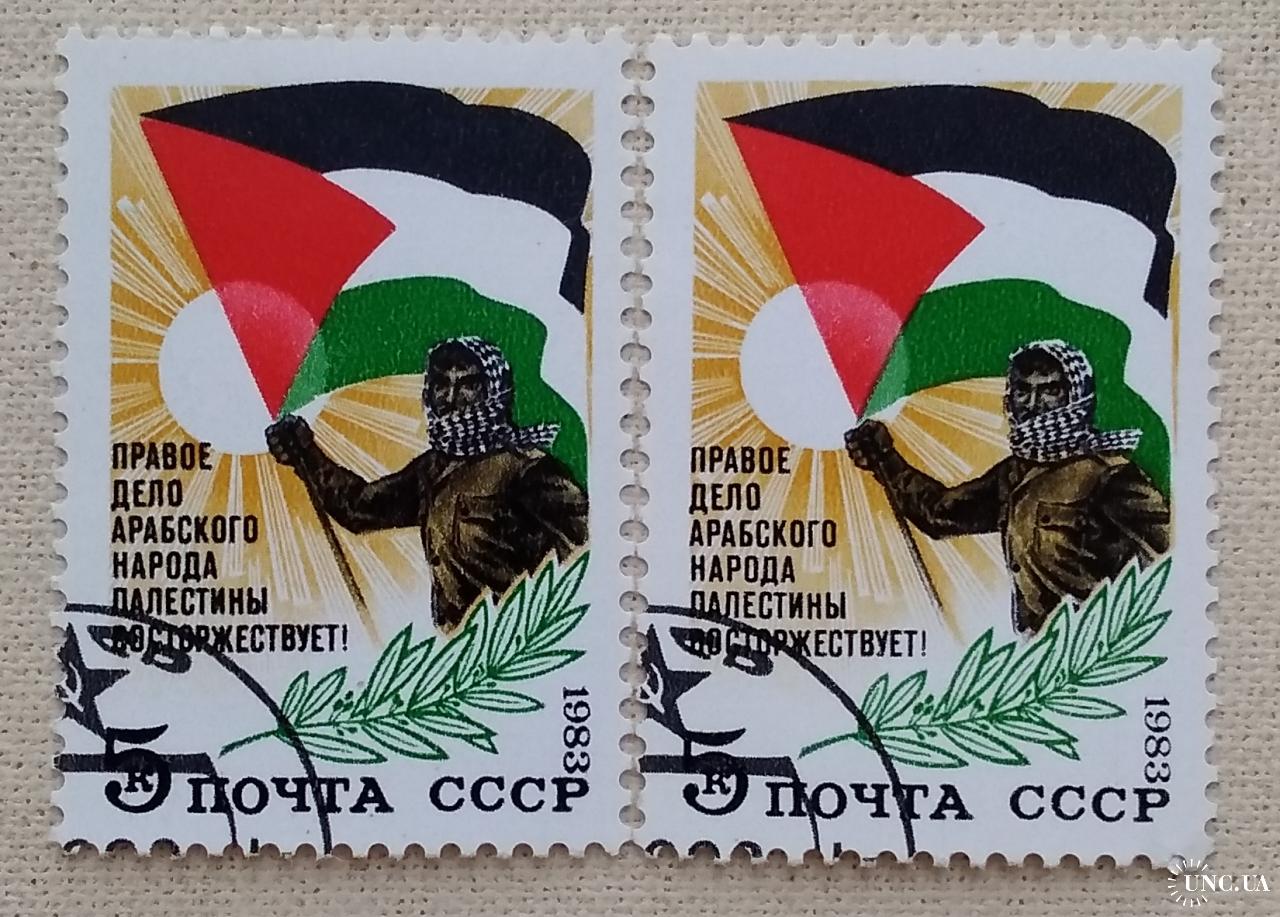 ПРАВОЕ
ДЕЛО
АРАБСКОГО
НАРОДА
ПАЛЕСТИНЫ
ВОСТОРЖЕСТВУЕТ!
1983
5 К ПОЧТА СССР
ПРАВОЕ
ДЕЛО
АРАБСКОГО
НАРОДА
ПАЛЕСТИНЫ
ВОСТОРЖЕСТВУЕТ!
1983
5 К ПОЧТА СССР
UNC.UA